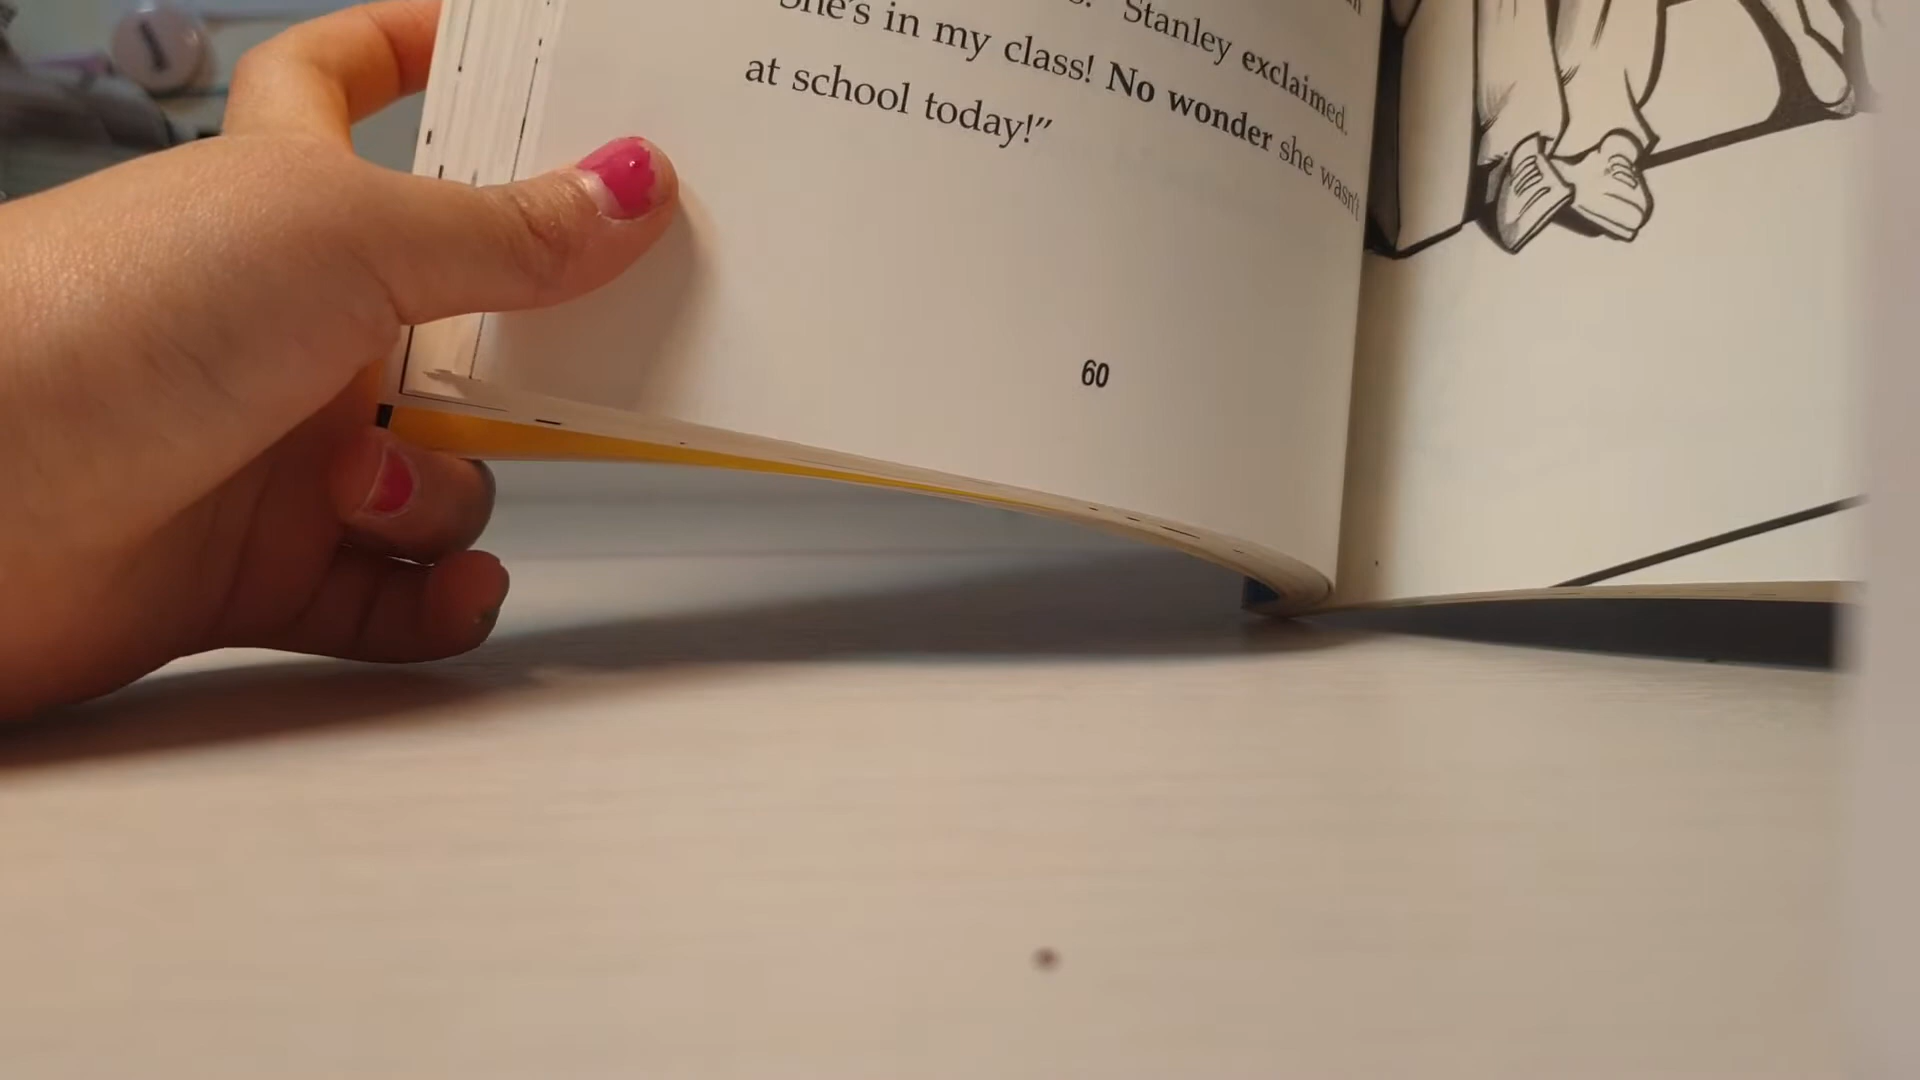 Stanley exclaimed.
She's in my class! No wonder she wasn't
at school today!”
60